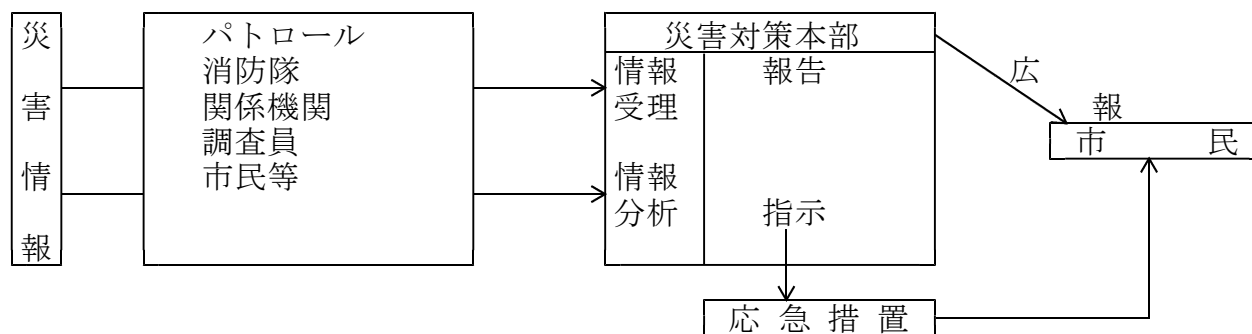 災害情報
パトロール
消防隊
関係機関
調査員
市民等
災害対策本部
情報
受理
情報
分析
報告
指示
広報
市民
応急措置